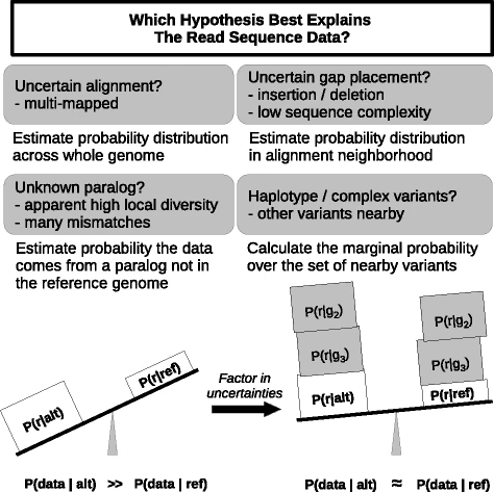 Which Hypothesis Best Explains
The Read Sequence Data?
Uncertain alignment?
- multi-mapped
Estimate probability distribution
across whole genome
Uncertain gap placement?
- insertion / deletion
- low sequence complexity
Estimate probability distribution
in alignment neighborhood
Unknown paralog?
- apparent high local diversity
- many mismatches
Estimate probability the data
comes from a paralog not in
the reference genome
Haplotype / complex variants?
- other variants nearby
Calculate the marginal probability
over the set of nearby variants
P(r|alt)
P(r|ref)
Factor in
uncertainties
P(r|g₂)
P(r|g₃)
P(r|alt)
P(r|g₂)
P(r|g₃)
P(r|ref)
P(data | alt) >> P(data | ref)
P(data | alt) ≈ P(data | ref)